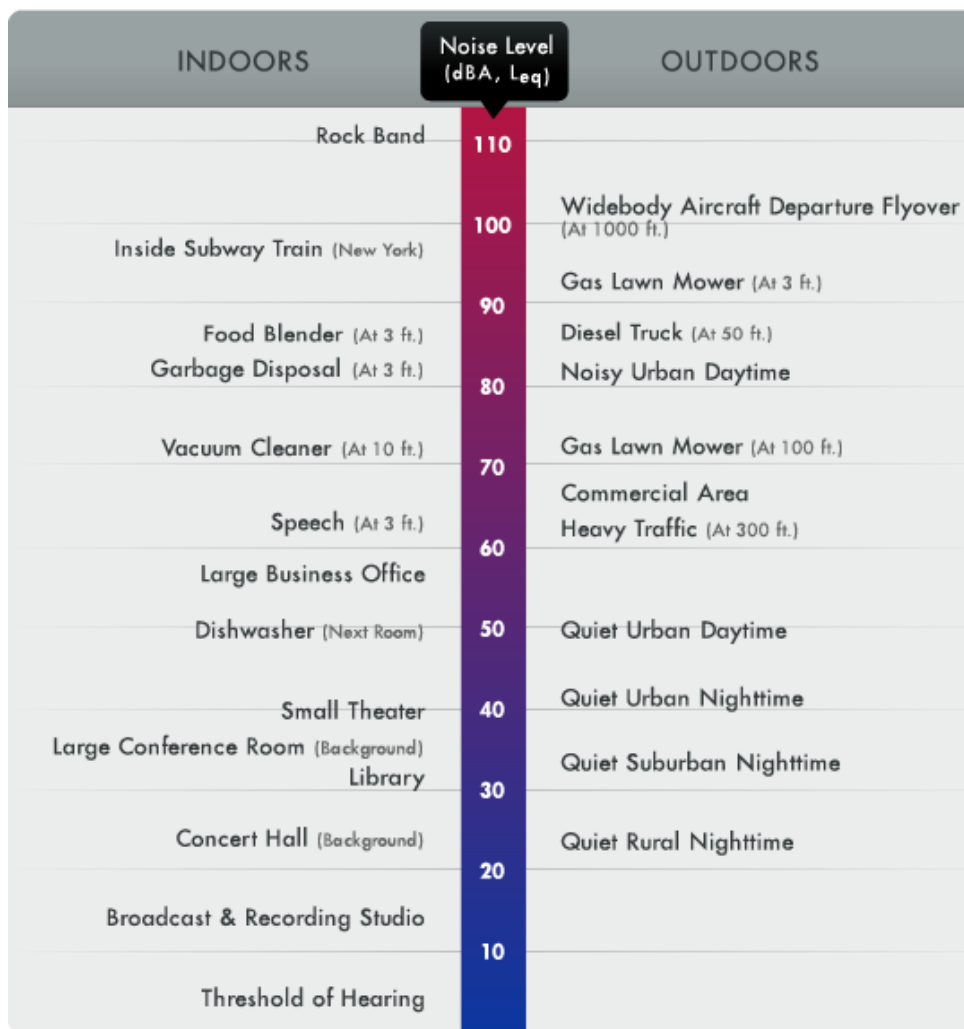 INDOORS
Noise Level
(dBA, Leq)
OUTDOORS
Rock Band
110
Widebody Aircraft Departure Flyover
(At 1000 ft.)
100
Inside Subway Train (New York)
Gas Lawn Mower (At 3 ft.)
90
Food Blender (At 3 ft.)
Diesel Truck (At 50 ft.)
Garbage Disposal (At 3 ft.)
Noisy Urban Daytime
80
Vacuum Cleaner (At 10 ft.)
Gas Lawn Mower (At 100 ft.)
70
Commercial Area
Speech (At 3 ft.)
Heavy Traffic (At 300 ft.)
60
Large Business Office
Dishwasher (Next Room)
50
Quiet Urban Daytime
Quiet Urban Nighttime
Small Theater
40
Large Conference Room (Background)
Quiet Suburban Nighttime
Library
30
Concert Hall (Background)
Quiet Rural Nighttime
20
Broadcast & Recording Studio
10
Threshold of Hearing